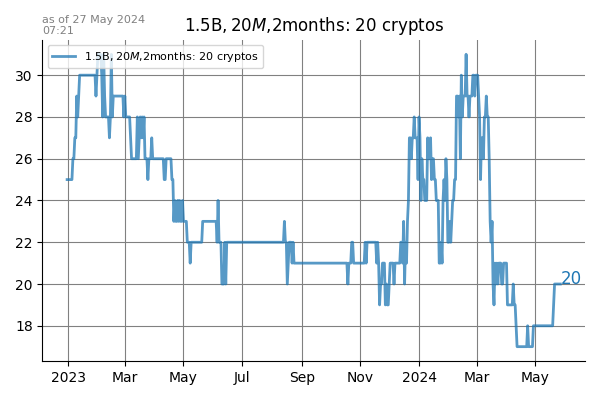 as of 27 May 2024
07:21
1.5B, 20M,2months: 20 cryptos
1.5B, 20M,2months: 20 cryptos
30
28
26
24
22
20
18
20
2023
Mar
May
Jul
Sep
Nov
2024
Mar
May